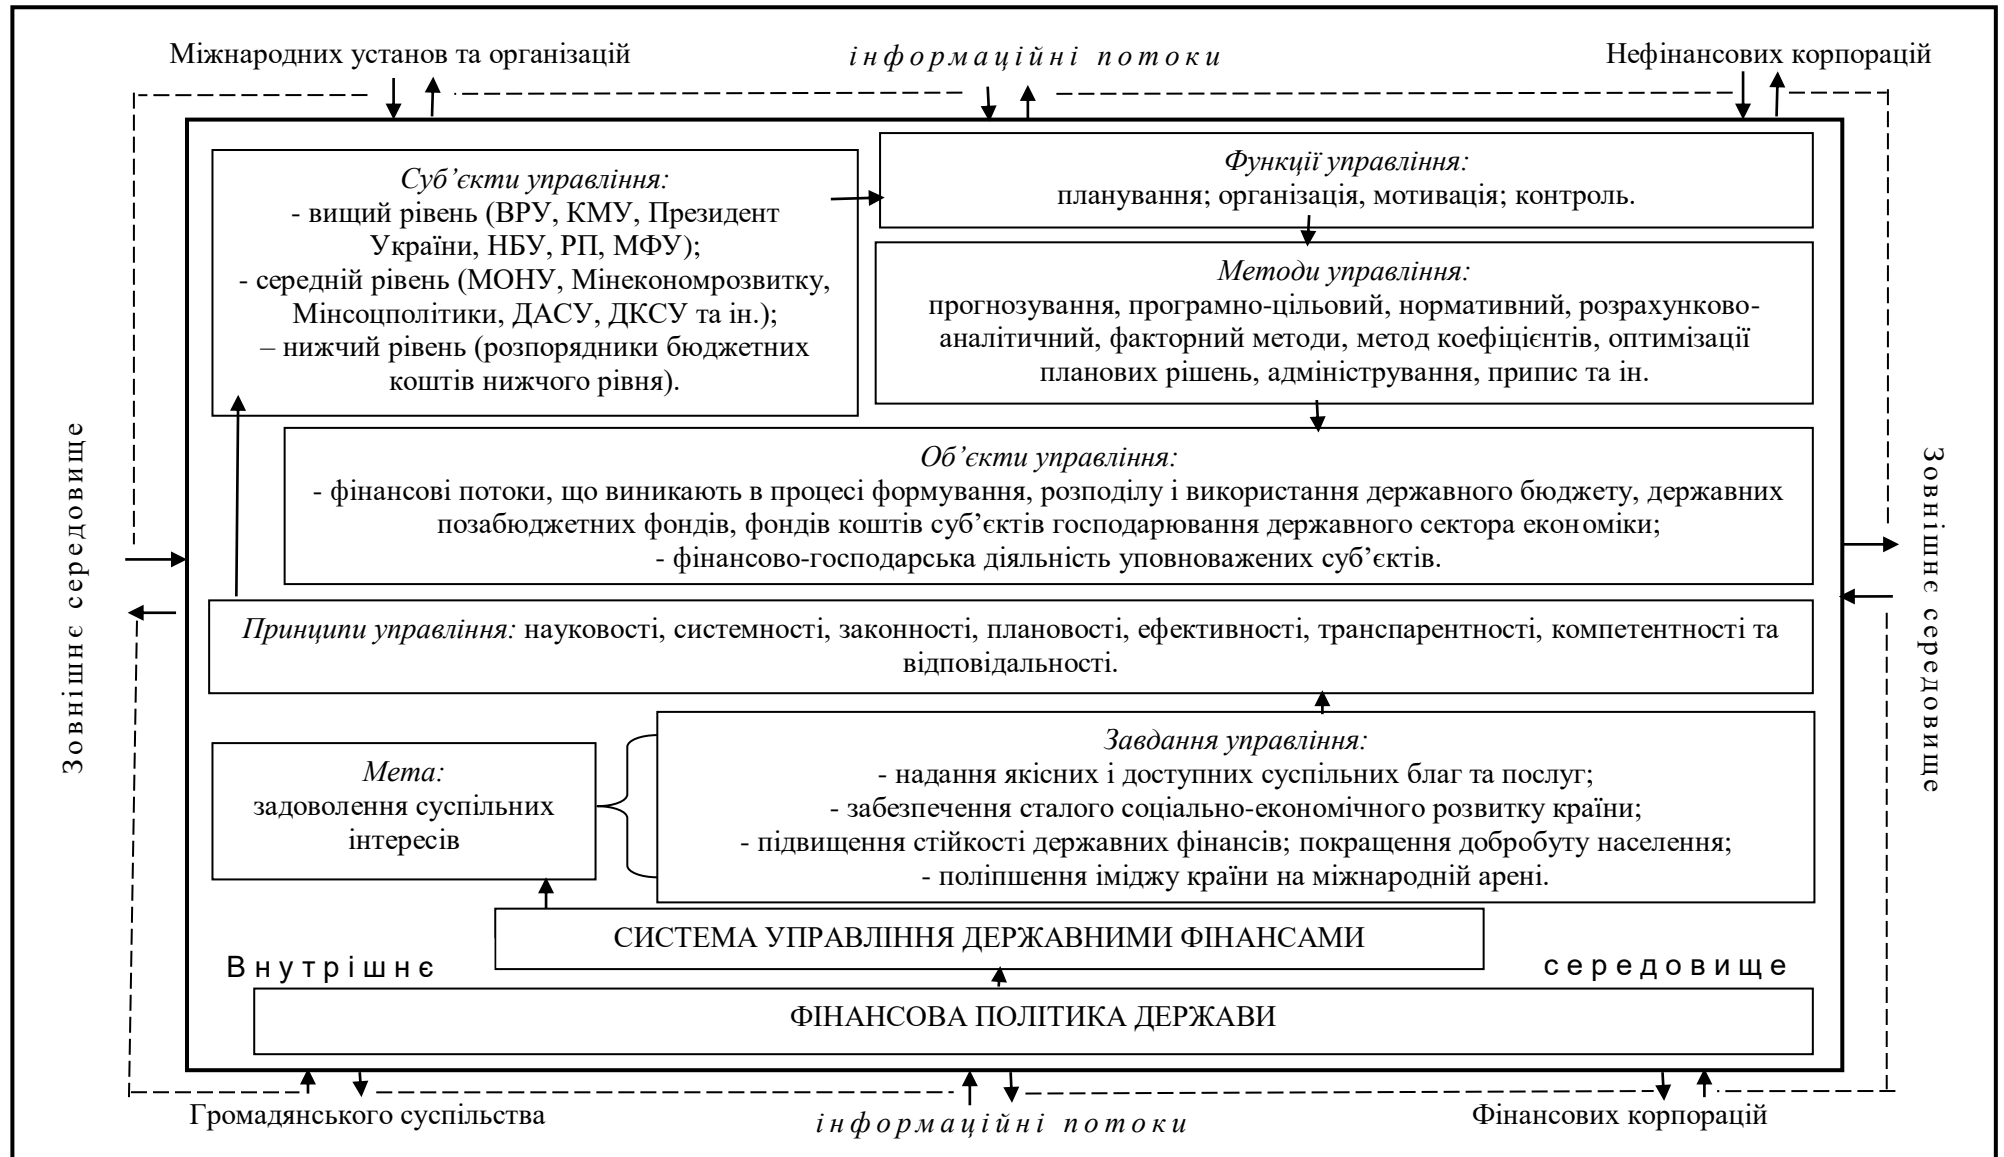 Міжнародних установ та організацій
інформаційні потоки
Нефінансових корпорацій
Суб’єкти управління:
- вищий рівень (ВРУ, КМУ, Президент
України, НБУ, РП, МФУ);
- середній рівень (МОНУ, Мінекономрозвитку,
Мінсоцполітики, ДАСУ, ДКСУ та ін.);
– нижчий рівень (розпорядники бюджетних
коштів нижчого рівня).
Функції управління:
планування; організація, мотивація; контроль.
Методи управління:
прогнозування, програмно-цільовий, нормативний, розрахунково-
аналітичний, факторний методи, метод коефіцієнтів, оптимізації
планових рішень, адміністрування, припис та ін.
Об’єкти управління:
- фінансові потоки, що виникають в процесі формування, розподілу і використання державного бюджету, державних
позабюджетних фондів, фондів коштів суб’єктів господарювання державного сектора економіки;
- фінансово-господарська діяльність уповноважених суб’єктів.
Зовнішнє середовище
Зовнішнє середовище
Принципи управління: науковості, системності, законності, плановості, ефективності, транспарентності, компетентності та
відповідальності.
Мета:
задоволення суспільних
інтересів
Завдання управління:
- надання якісних і доступних суспільних благ та послуг;
- забезпечення сталого соціально-економічного розвитку країни;
- підвищення стійкості державних фінансів; покращення добробуту населення;
- поліпшення іміджу країни на міжнародній арені.
СИСТЕМА УПРАВЛІННЯ ДЕРЖАВНИМИ ФІНАНСАМИ
Внутрішнє
середовище
ФІНАНСОВА ПОЛІТИКА ДЕРЖАВИ
Громадянського суспільства
інформаційні потоки
Фінансових корпорацій